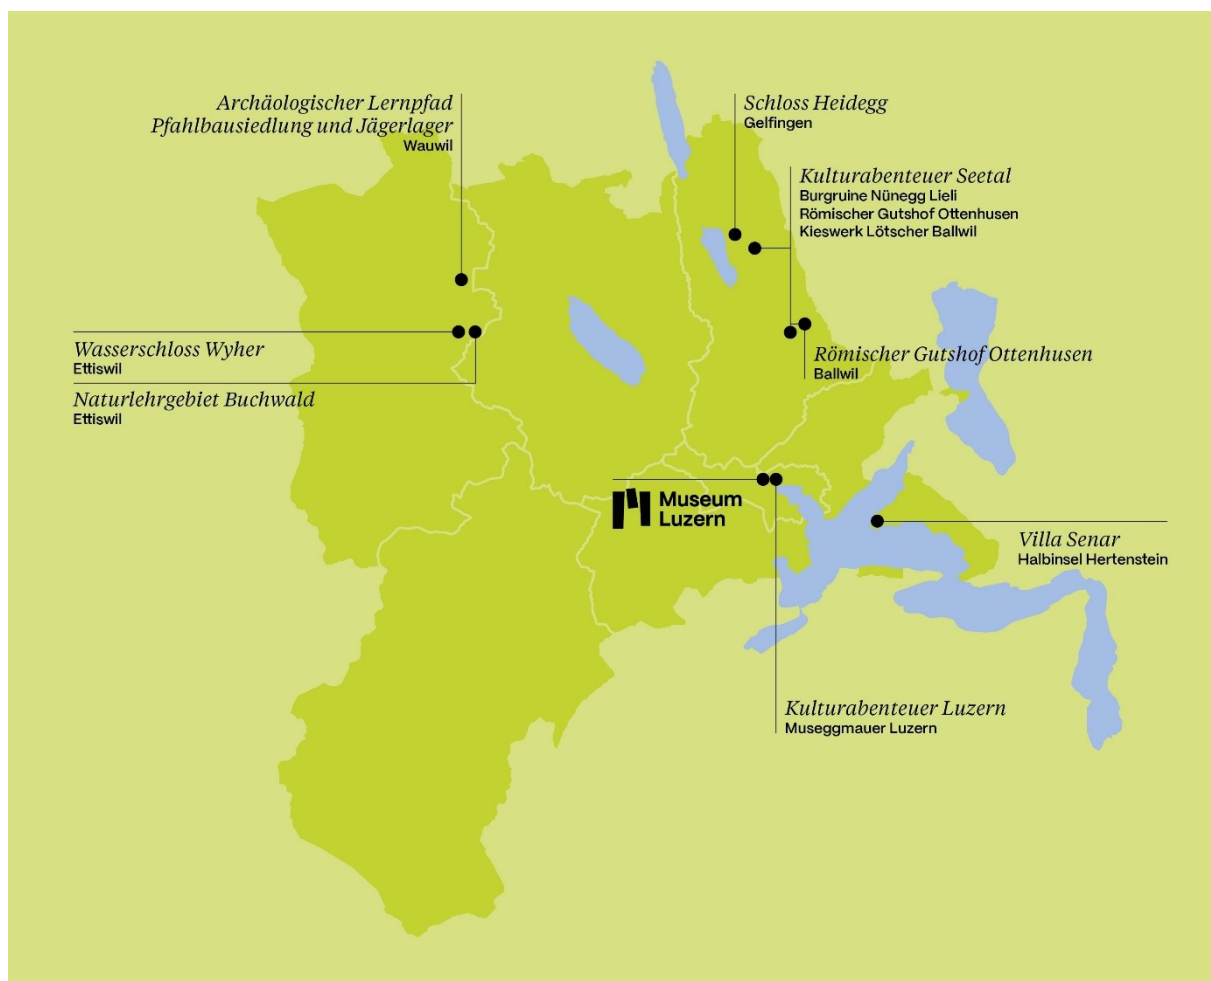 Archäologischer Lernpfad
Pfahlbausiedlung und Jägerlager
Wauwil
Schloss Heidegg
Gelfingen
Kulturabenteuer Seetal
Burgruine Nünegg Lieli
Römischer Gutshof Ottenhusen
Kieswerk Lötscher Ballwil
Wasserschloss Wyher
Ettiswil
Römischer Gutshof Ottenhusen
Ballwil
Naturlehrgebiet Buchwald
Ettiswil
Museum
Luzern
Villa Senar
Halbinsel Hertenstein
Kulturabenteuer Luzern
Museggmauer Luzern